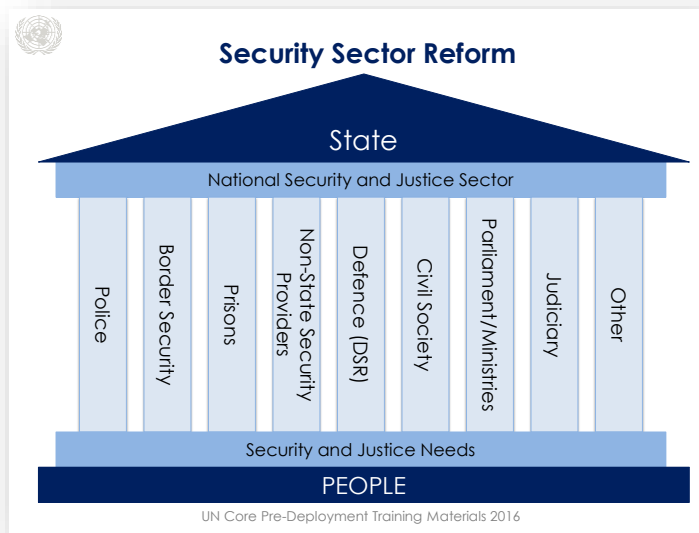 Security Sector Reform
State
National Security and Justice Sector
Police
Border Security
Prisons
Non-State Security
Providers
Defence (DSR)
Civil Society
Parliament/Ministries
Judiciary
Other
Security and Justice Needs
PEOPLE
UN Core Pre-Deployment Training Materials 2016